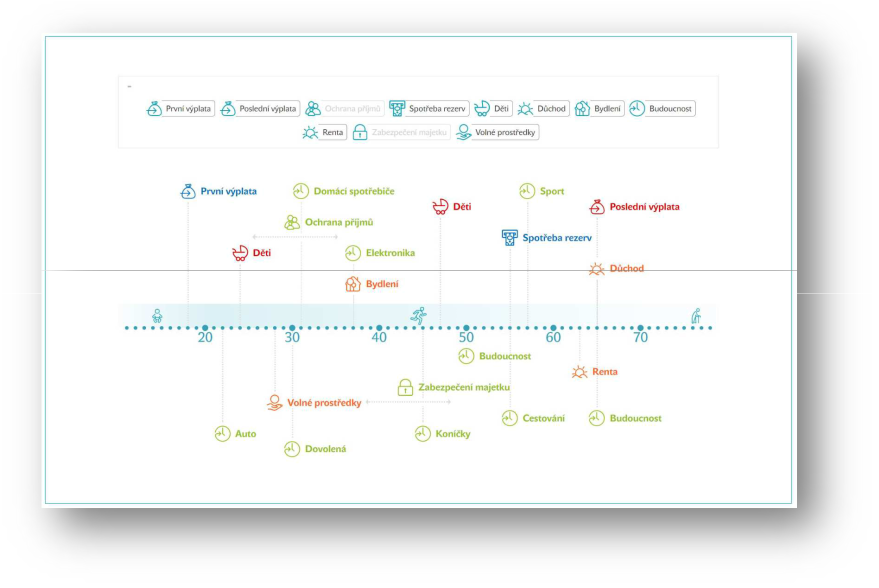 První výplata Poslední výplata Ochrana příjmů Spotřeba rezerv Děti Důchod Bydlení Budoucnost
Renta Zabezpečení majetku Volné prostředky
První výplata Domácí spotřebiče Sport
Děti Poslední výplata
Ochrana příjmů
Spotřeba rezerv
Děti Elektronika
Důchod
Bydlení
20 30 40 50 60 70
Budoucnost
Renta
Zabezpečení majetku
Volné prostředky
Cestování Budoucnost
Auto Koníčky
Dovolená